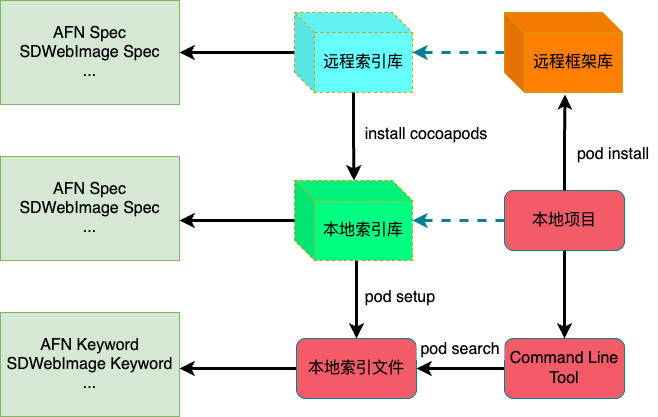 AFN Spec
SDWebImage Spec
...
远程索引库
远程框架库
install cocoapods
pod install
AFN Spec
SDWebImage Spec
...
本地索引库
本地项目
pod setup
AFN Keyword
SDWebImage Keyword
...
本地索引文件
pod search
Command Line
Tool